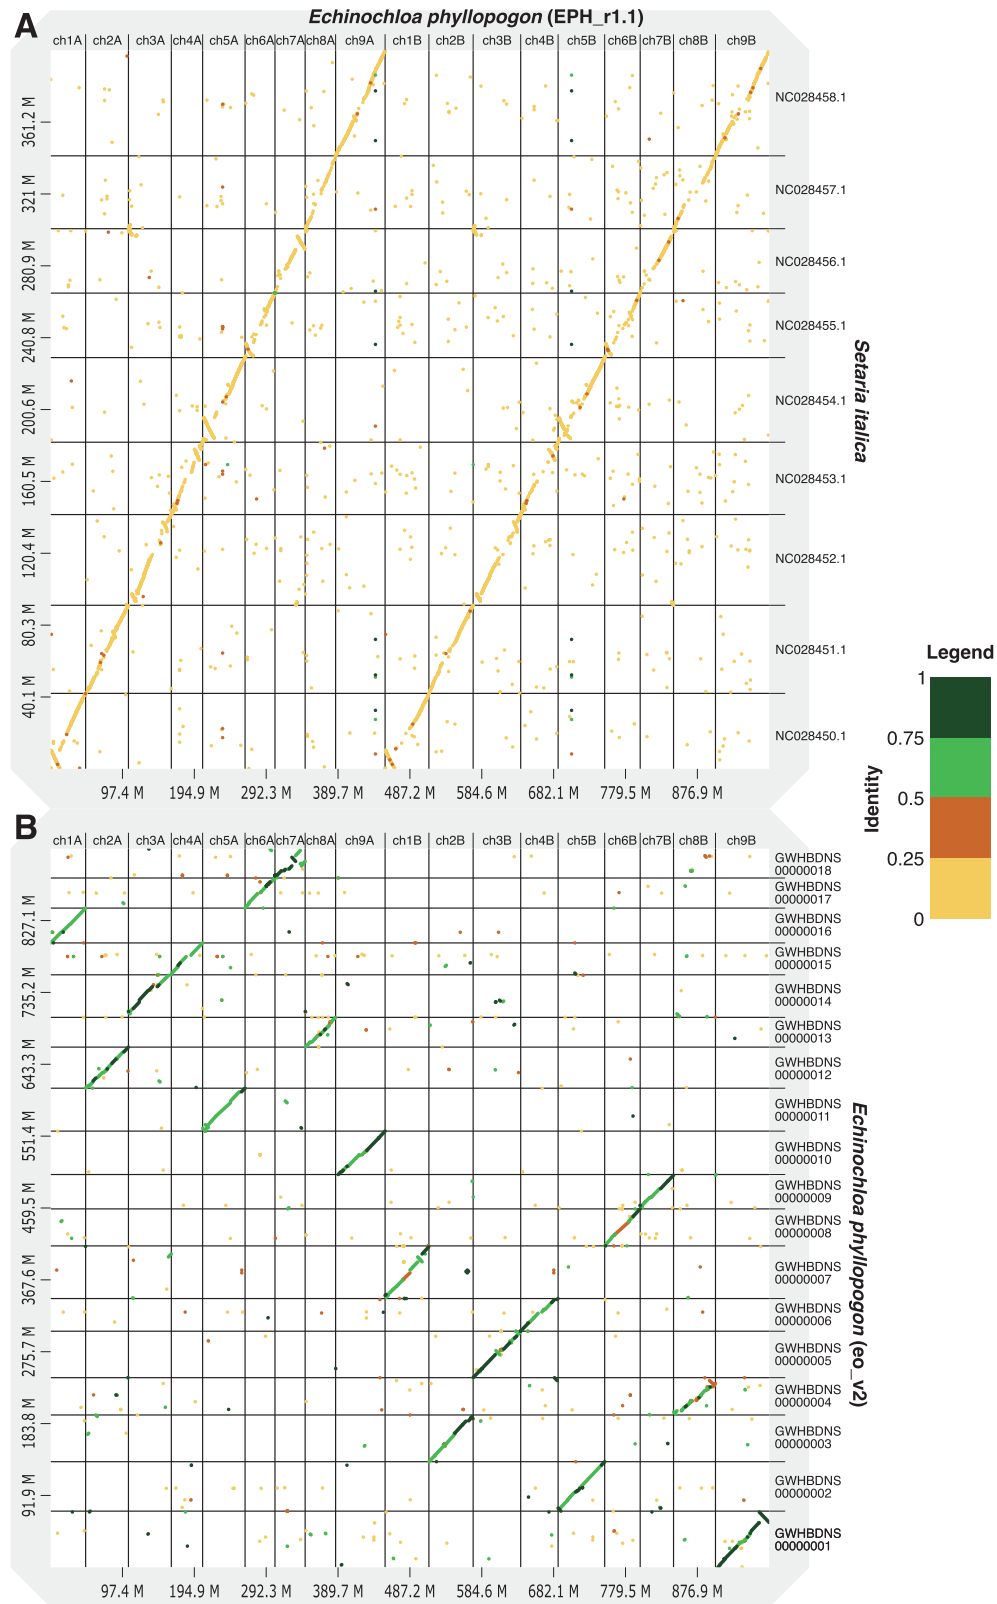 A
Echinochloa phyllopogon (EPH_r1.1)
ch1A ch2A ch3A ch4A ch5A ch6A ch7A ch8A ch9A ch1B ch2B ch3B ch4B ch5B ch6B ch7B ch8B ch9B
361.2 M
321 M
280.9 M
240.8 M
200.6 M
160.5 M
120.4 M
80.3 M
40.1 M
NC028458.1
NC028457.1
NC028456.1
NC028455.1
NC028454.1
NC028453.1
NC028452.1
NC028451.1
NC028450.1
Setaria italica
97.4 M 194.9 M 292.3 M 389.7 M 487.2 M 584.6 M 682.1 M 779.5 M 876.9 M
Legend
1
0.75
0.5
0.25
0
Identity
B
ch1A ch2A ch3A ch4A ch5A ch6A ch7A ch8A ch9A ch1B ch2B ch3B ch4B ch5B ch6B ch7B ch8B ch9B
827.1 M
735.2 M
643.3 M
551.4 M
459.5 M
367.6 M
275.7 M
183.8 M
91.9 M
GWHBDNS
00000018
GWHBDNS
00000017
GWHBDNS
00000016
GWHBDNS
00000015
GWHBDNS
00000014
GWHBDNS
00000013
GWHBDNS
00000012
GWHBDNS
00000011
GWHBDNS
00000010
GWHBDNS
00000009
GWHBDNS
00000008
GWHBDNS
00000007
GWHBDNS
00000006
GWHBDNS
00000005
GWHBDNS
00000004
GWHBDNS
00000003
GWHBDNS
00000002
GWHBDNS
00000001
Echinochloa phyllopogon (eo_v2)
97.4 M 194.9 M 292.3 M 389.7 M 487.2 M 584.6 M 682.1 M 779.5 M 876.9 M